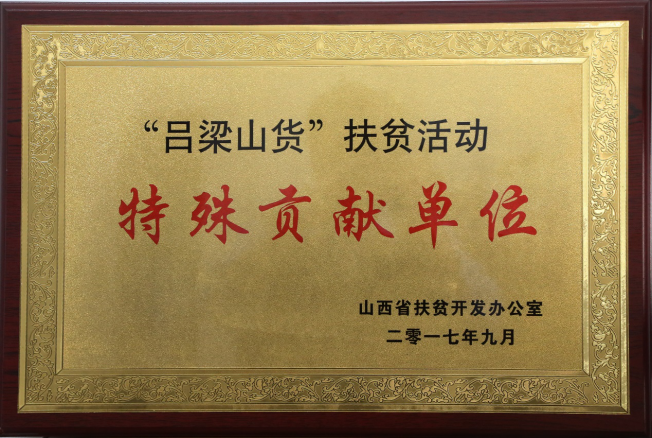 “吕梁山货”扶贫活动
特殊贡献单位
山西省扶贫开发办公室
二零一七年九月